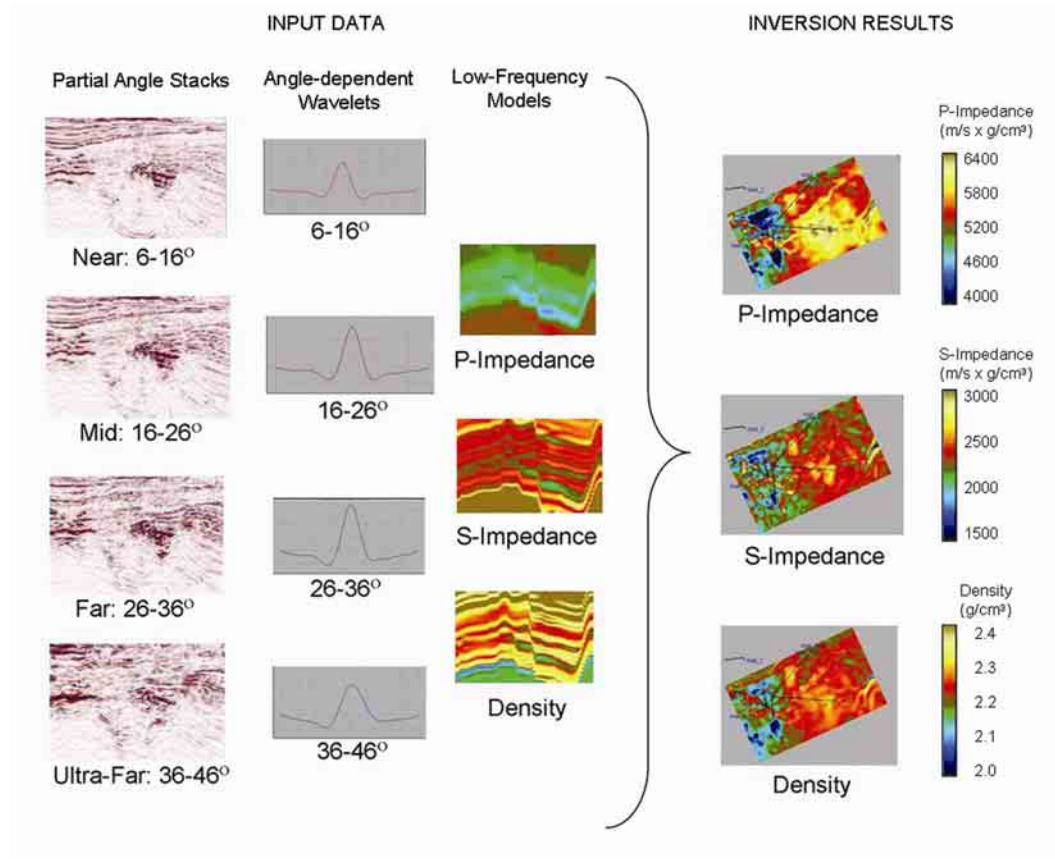 INPUT DATA
INVERSION RESULTS
Partial Angle Stacks
Angle-dependent
Wavelets
Low-Frequency
Models
Near: 6-16°
Mid: 16-26°
Far: 26-36°
Ultra-Far: 36-46°
6-16°
16-26°
26-36°
36-46°
P-Impedance
S-Impedance
Density
P-Impedance
P-Impedance
(m/s x g/cm³)
6400
5800
5200
4600
4000
S-Impedance
S-Impedance
(m/s x g/cm³)
3000
2500
2000
1500
Density
Density
(g/cm³)
2.4
2.3
2.2
2.1
2.0